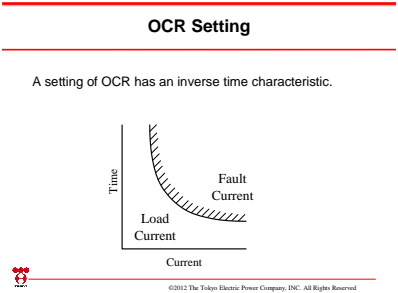 OCR Setting
A setting of OCR has an inverse time characteristic.
Time
Fault
Current
Load
Current
Current
©2012 The Tokyo Electric Power Company, INC. All Rights Reserved